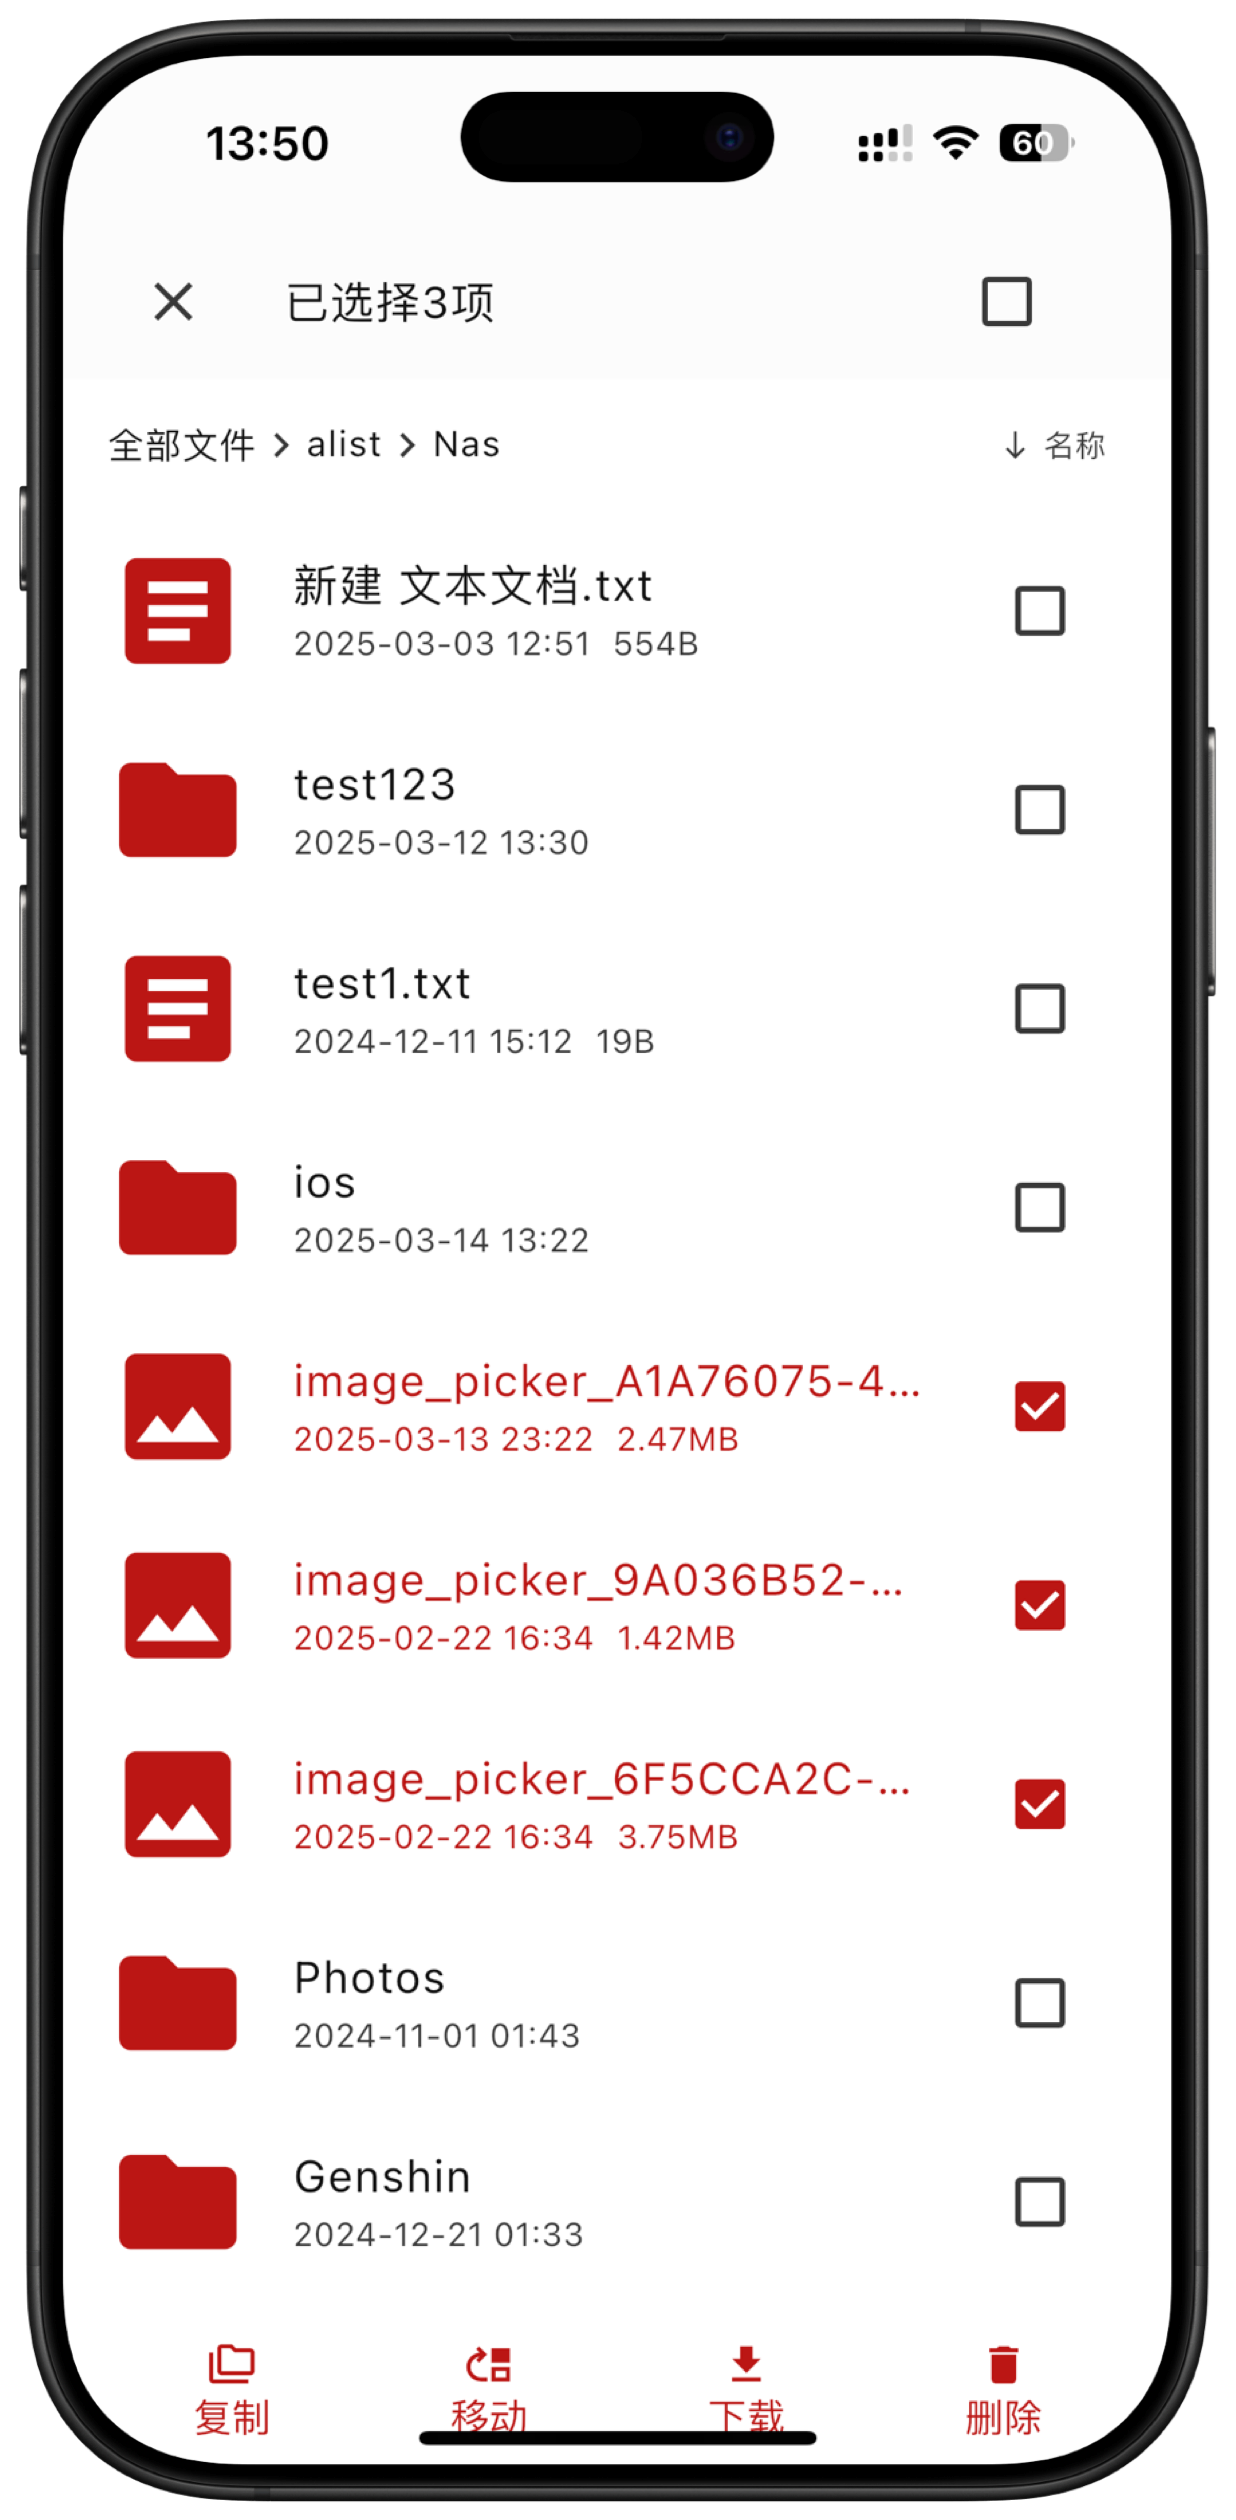 13:50
60
已选择3项
全部文件 > alist > Nas
↓ 名称
新建 文本文档.txt
2025-03-03 12:51 554B
test123
2025-03-12 13:30
test1.txt
2024-12-11 15:12 19B
ios
2025-03-14 13:22
image_picker_A1A76075-4...
2025-03-13 23:22 2.47MB
image_picker_9A036B52-...
2025-02-22 16:34 1.42MB
image_picker_6F5CCA2C-...
2025-02-22 16:34 3.75MB
Photos
2024-11-01 01:43
Genshin
2024-12-21 01:33
复制 移动 下载 删除